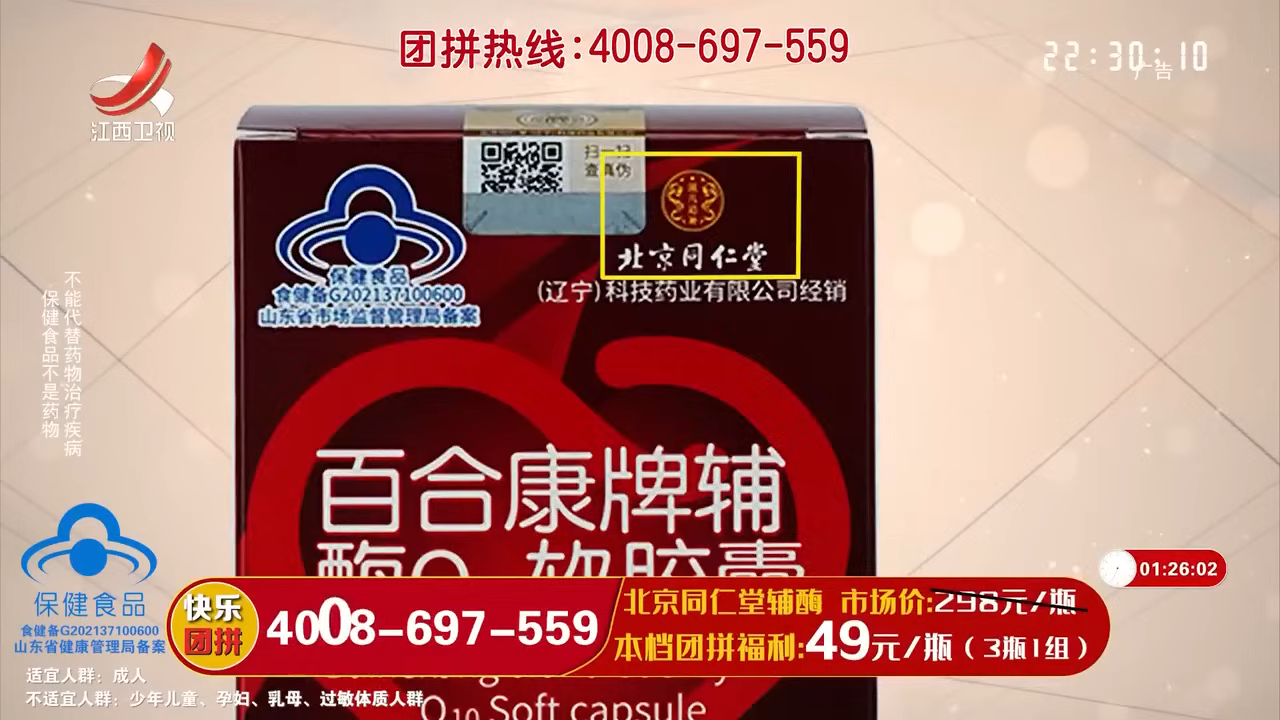 团拼热线:4008-697-559
22:30:10
广告
江西卫视
扫一扫
查真伪
北京同仁堂
(辽宁)科技药业有限公司经销
保健食品
食健备G202137100600
山东省市场监督管理局备案
不能代替药物治疗疾病
保健食品不是药物
百合康牌辅
酶Q 软胶囊
01:26:02
保健食品
食健备G202137100600
山东省健康管理局备案
快乐
团拼
4008-697-559
北京同仁堂辅酶 市场价:298元/瓶
本档团拼福利:49元/瓶(3瓶1组)
适宜人群:成人
不适宜人群:少年儿童、孕妇、乳母、过敏体质人群
Q10 Soft capsule